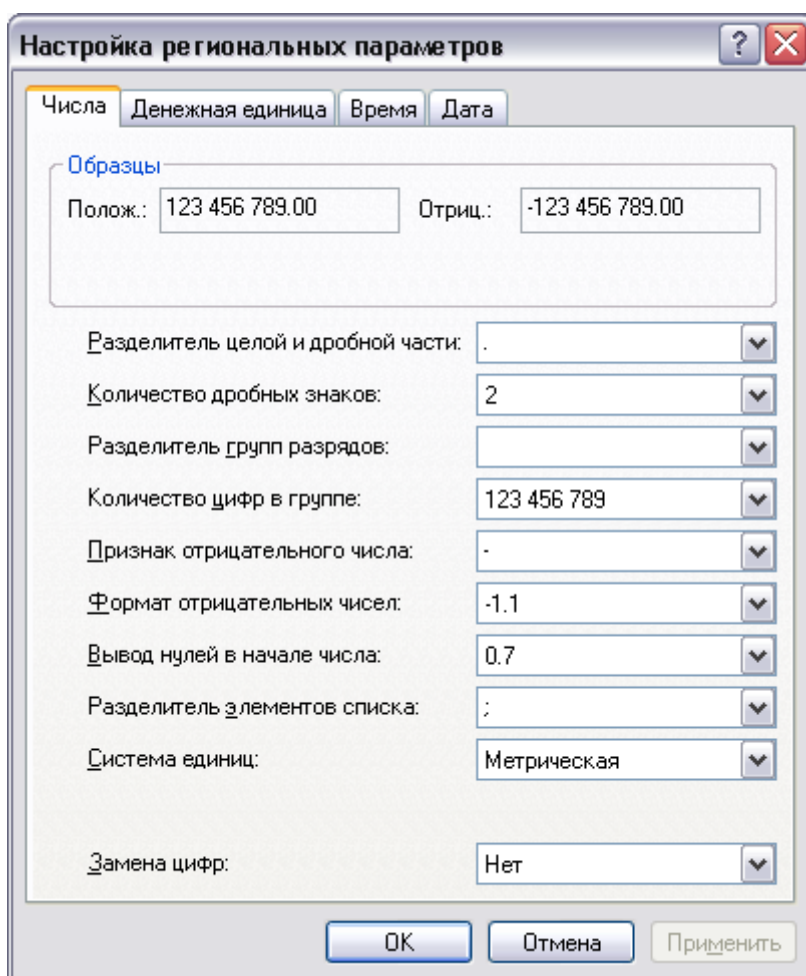 Настройка региональных параметров
Числа Денежная единица Время Дата
Образцы
Полож.: 123 456 789.00 Отриц.: -123 456 789.00
Разделитель целой и дробной части: .
Количество дробных знаков: 2
Разделитель групп разрядов:
Количество цифр в группе: 123 456 789
Признак отрицательного числа: -
Формат отрицательных чисел: -1.1
Вывод нулей в начале числа: 0.7
Разделитель элементов списка: ;
Система единиц: Метрическая
Замена цифр: Нет
OK Отмена Применить